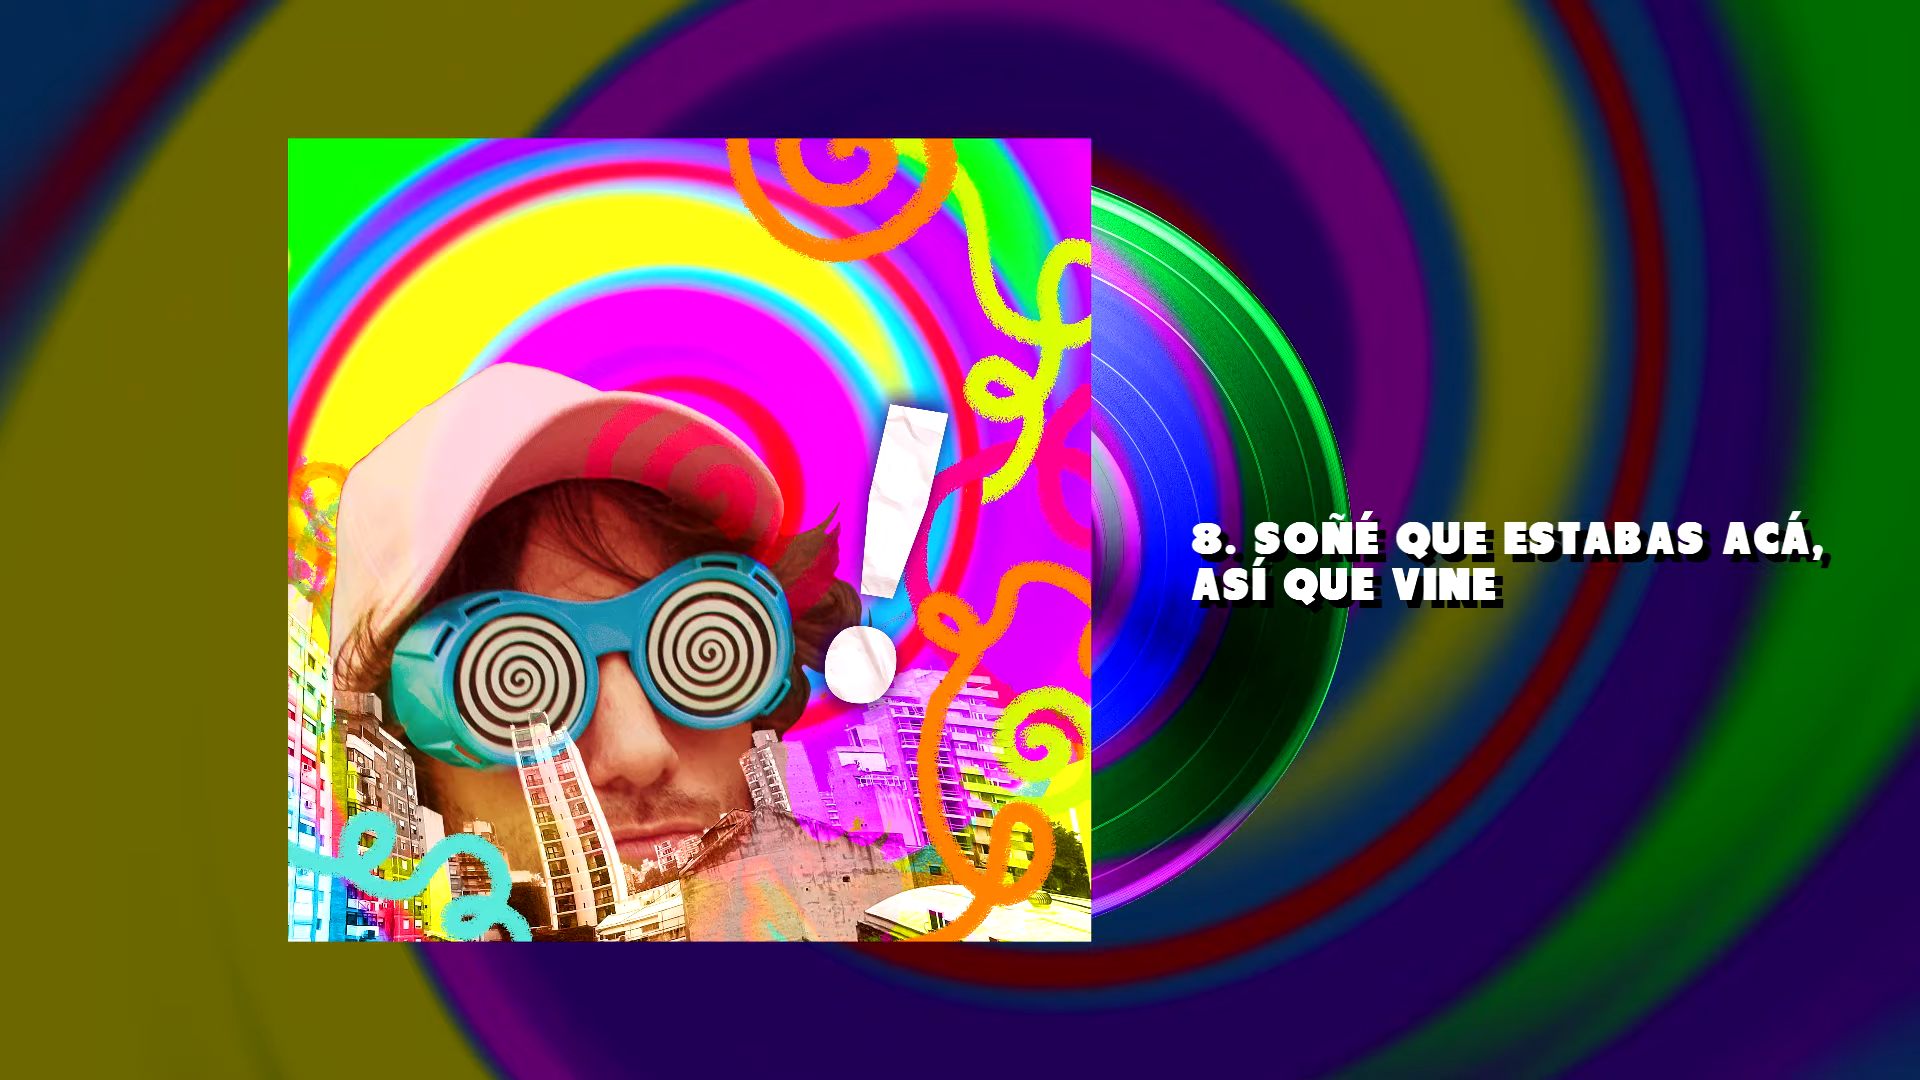 !
8. SOÑÉ QUE ESTABAS ACÁ,
ASÍ QUE VINE